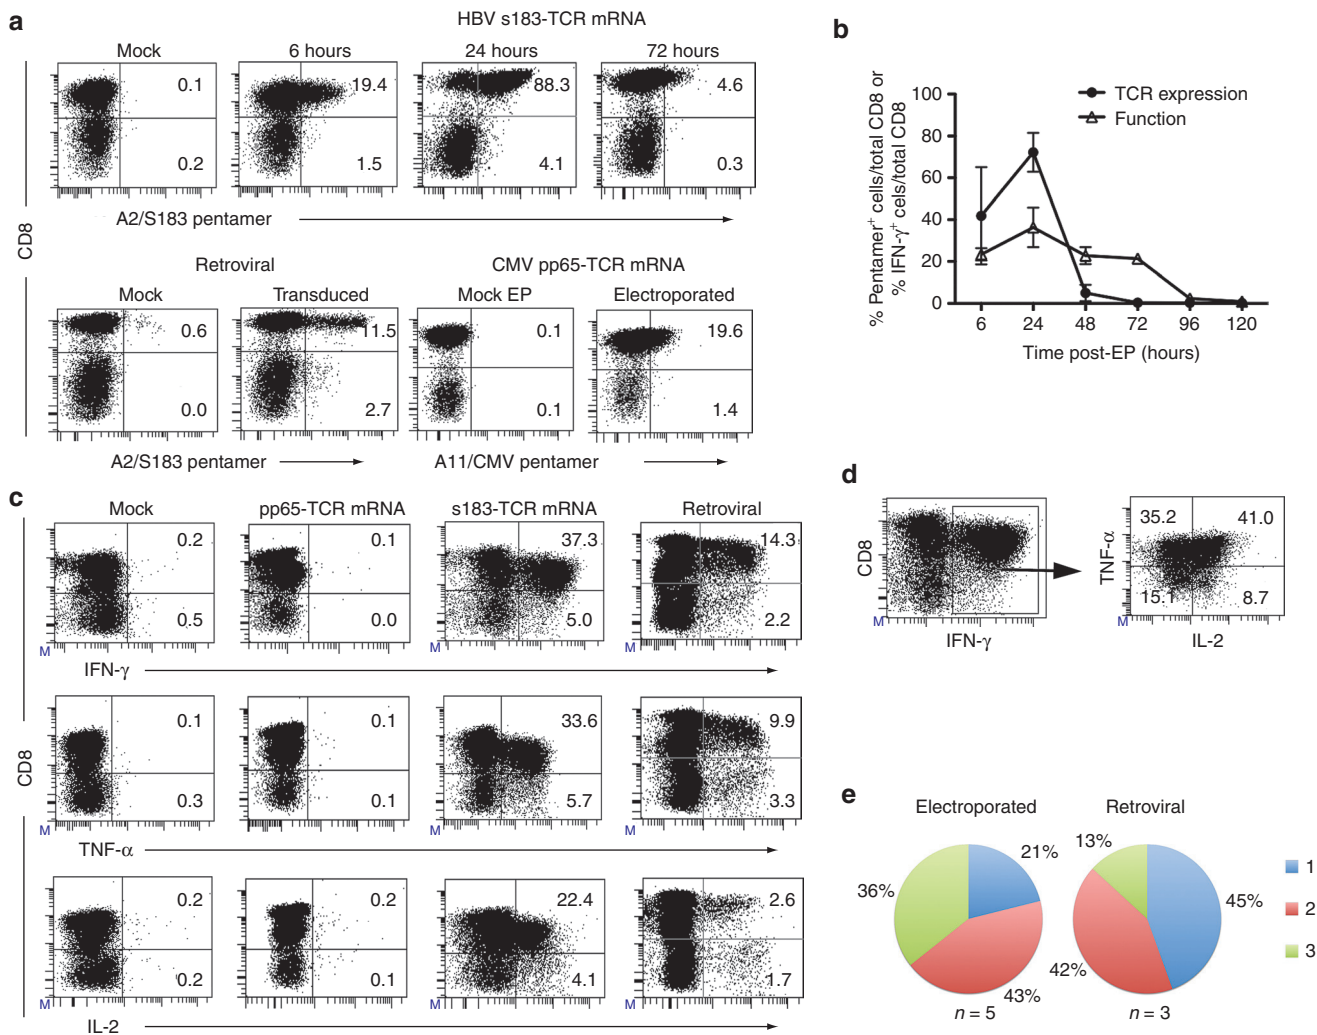 a
HBV s183-TCR mRNA
Mock
6 hours
24 hours
72 hours
0.1
19.4
88.3
4.6
0.2
1.5
4.1
0.3
A2/S183 pentamer
CD8
Retroviral
CMV pp65-TCR mRNA
Mock
Transduced
Mock EP
Electroporated
0.6
11.5
0.1
19.6
0.0
2.7
0.1
1.4
A2/S183 pentamer
A11/CMV pentamer
b
% Pentamer+ cells/total CD8 or
% IFN-γ+ cels/total CD8
100
80
60
40
20
0
TCR expression
Function
6
24
48
72
96
120
Time post-EP (hours)
c
Mock
pp65-TCR mRNA
s183-TCR mRNA
Retroviral
0.2
0.1
37.3
14.3
0.5
0.0
5.0
2.2
M
M
M
M
IFN-γ
CD8
0.1
0.1
33.6
9.9
0.3
0.1
5.7
3.3
M
M
M
M
TNF-α
0.2
0.2
22.4
2.6
0.2
0.1
4.1
1.7
M
M
M
M
IL-2
d
CD8
M
IFN-γ
TNF-α
35.2
41.0
15.1
8.7
M
IL-2
e
Electroporated
Retroviral
21%
36%
43%
13%
45%
42%
n = 5
n = 3
1
2
3